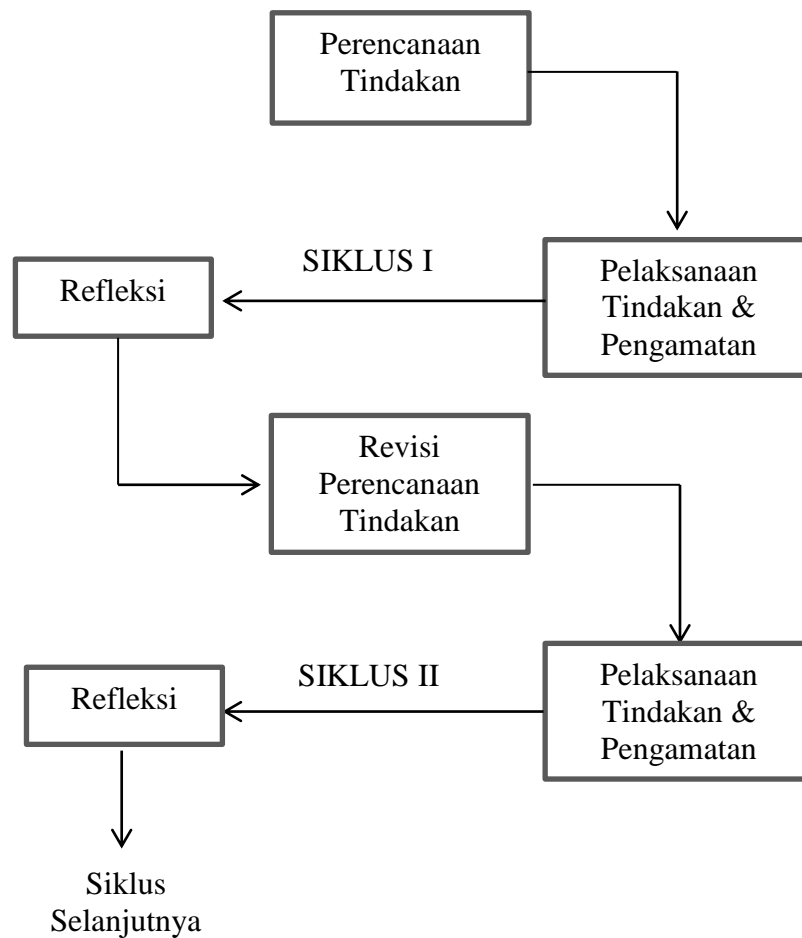 Perencanaan
Tindakan
SIKLUS I
Refleksi
Pelaksanaan
Tindakan &
Pengamatan
Revisi
Perencanaan
Tindakan
SIKLUS II
Refleksi
Pelaksanaan
Tindakan &
Pengamatan
Siklus
Selanjutnya